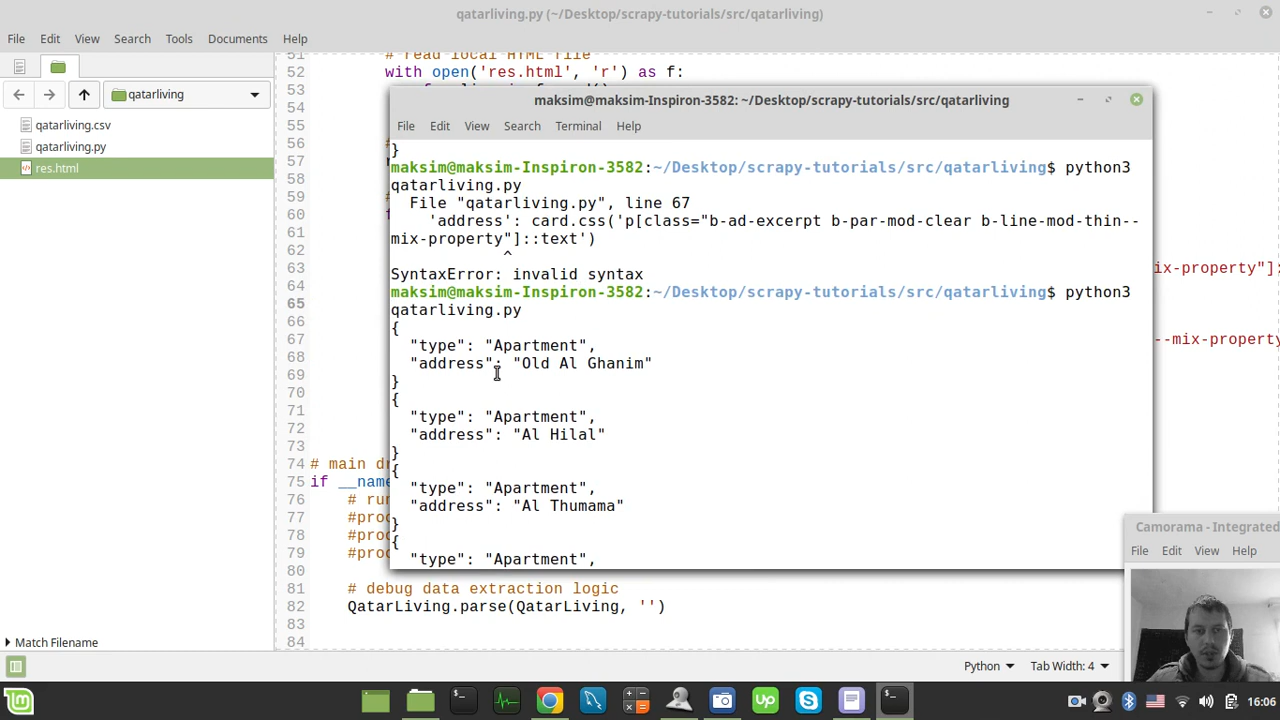 qatarliving.py (~/Desktop/scrapy-tutorials/src/qatarliving)
File Edit View Search Tools Documents Help
qatarliving
qatarliving.csv
qatarliving.py
res.html
Match Filename
51 # read local HTML file
52 with open('res.html', 'r') as f:
53
54
55
56 #
57
58
59 #
60
61
62
63 ix-property"]:
64
65
66
67 --mix-property"
68
69
70
71
72
73
74 # main dr
75 if __name
76 # run
77 #proc
78 #proc
79 #proc
80
81 # debug data extraction logic
82 QatarLiving.parse(QatarLiving, '')
83
84
maksim@maksim-Inspiron-3582: ~/Desktop/scrapy-tutorials/src/qatarliving
File Edit View Search Terminal Help
}
maksim@maksim-Inspiron-3582:~/Desktop/scrapy-tutorials/src/qatarliving$ python3
qatarliving.py
File "qatarliving.py", line 67
'address': card.css('p[class="b-ad-excerpt b-par-mod-clear b-line-mod-thin--
mix-property"]::text')
^
SyntaxError: invalid syntax
maksim@maksim-Inspiron-3582:~/Desktop/scrapy-tutorials/src/qatarliving$ python3
qatarliving.py
{
"type": "Apartment",
"address": "Old Al Ghanim"
}
{
"type": "Apartment",
"address": "Al Hilal"
}
{
"type": "Apartment",
"address": "Al Thumama"
}
{
"type": "Apartment",
Camorama - Integrated
File Edit View Help
Python Tab Width: 4
16:06